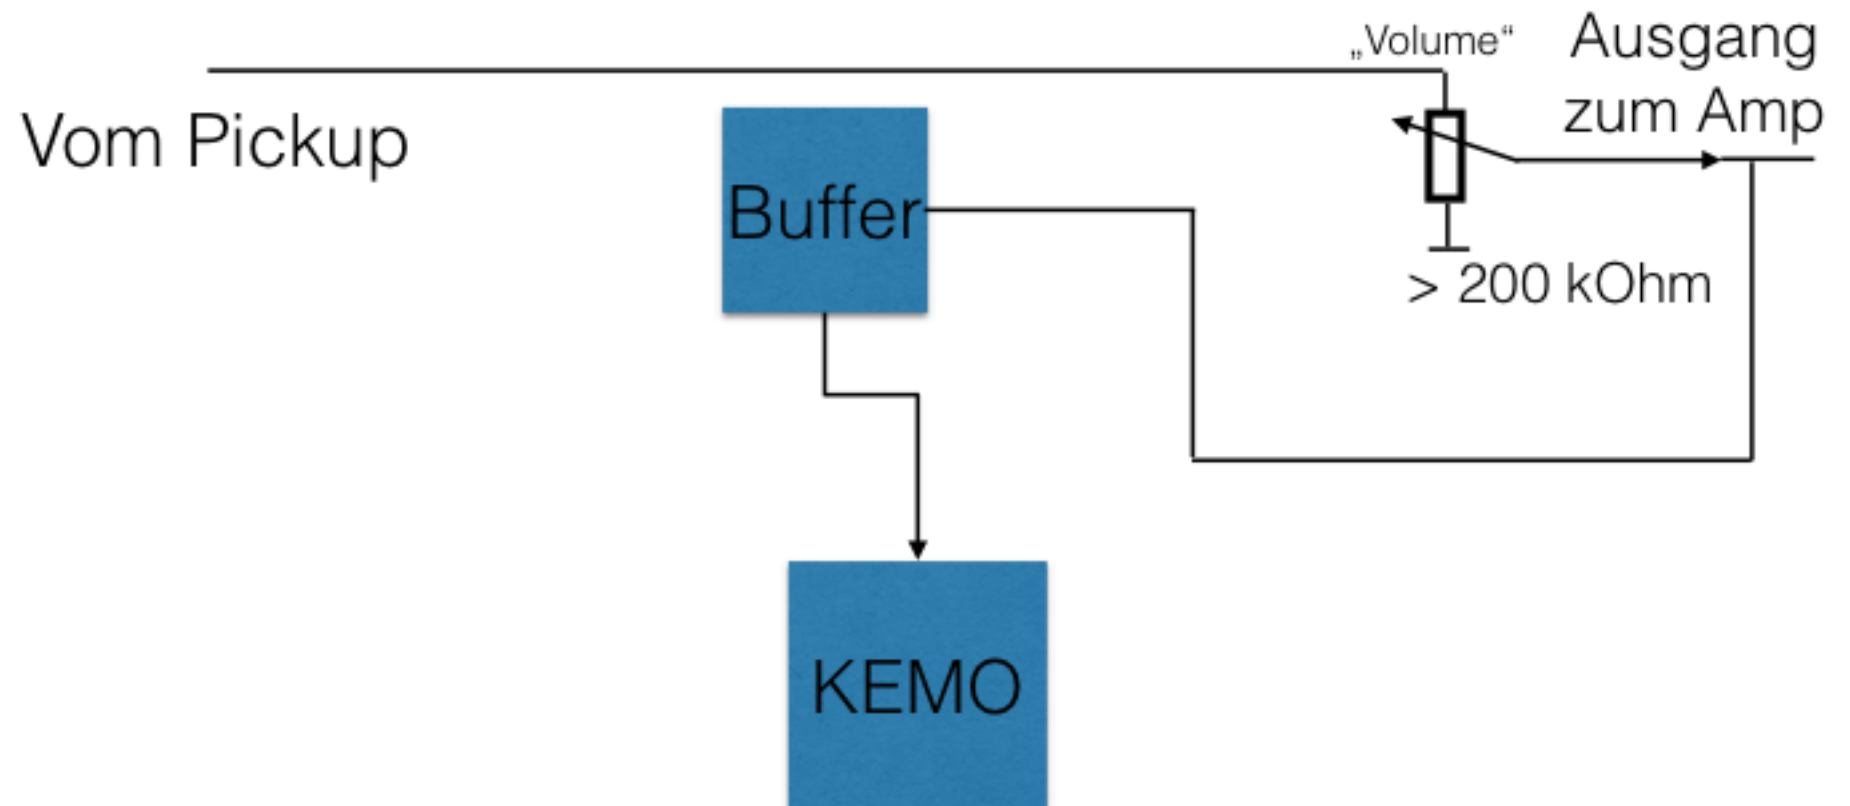 „Volume“
Ausgang
zum Amp
Vom Pickup
Buffer
> 200 kOhm
KEMO